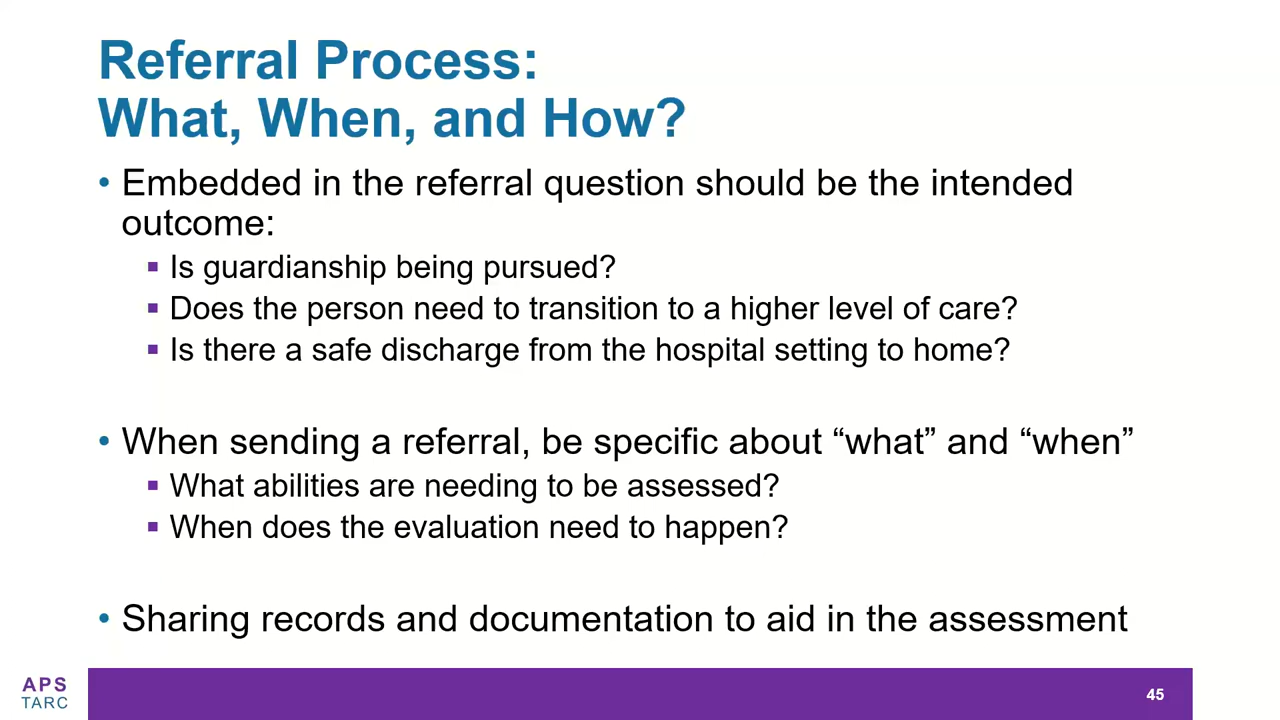 Referral Process:
What, When, and How?
• Embedded in the referral question should be the intended
outcome:
▪ Is guardianship being pursued?
▪ Does the person need to transition to a higher level of care?
▪ Is there a safe discharge from the hospital setting to home?
• When sending a referral, be specific about “what” and “when”
▪ What abilities are needing to be assessed?
▪ When does the evaluation need to happen?
• Sharing records and documentation to aid in the assessment
APS
TARC
45